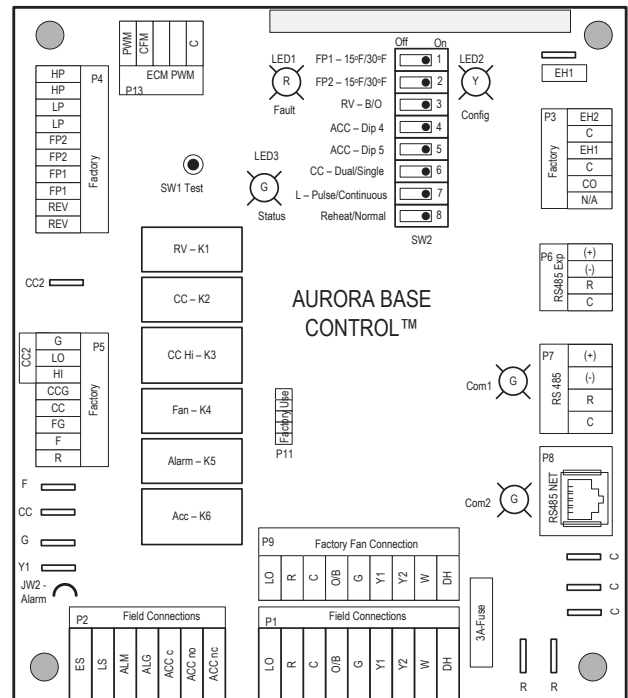 PWM
CFM
C
ECM PWM
P13
LED1
R
Fault
Off On
FP1 – 15ºF/30ºF 1
FP2 – 15ºF/30ºF 2
RV – B/O 3
ACC – Dip 4 4
ACC – Dip 5 5
CC – Dual/Single 6
L – Pulse/Continuous 7
Reheat/Normal 8
SW2
LED2
Y
Config
EH1
HP
HP
LP
LP
FP2
FP2
FP1
FP1
REV
REV
P4
Factory
SW1 Test
LED3
G
Status
P3
Factory
EH2
C
EH1
C
CO
N/A
RV – K1
CC – K2
CC Hi – K3
Fan – K4
Alarm – K5
Acc – K6
AURORA BASE
CONTROL™
P6
RS485 Exp
(+)
(-)
R
C
CC2
CC2
G
LO
HI
CCG
CC
FG
F
R
P5
Factory
Factory Use
P11
Com1
G
P7
RS 485
(+)
(-)
R
C
P8
RS485 NET
Com2
G
F
CC
G
Y1
JW2 -
Alarm
P9
Factory Fan Connection
LO R C O/B G Y1 Y2 W DH
P2
Field Connections
ES LS ALM ALG ACC c ACC no ACC nc
P1
Field Connections
LO R C O/B G Y1 Y2 W DH
3A-Fuse
C
C
C
R R